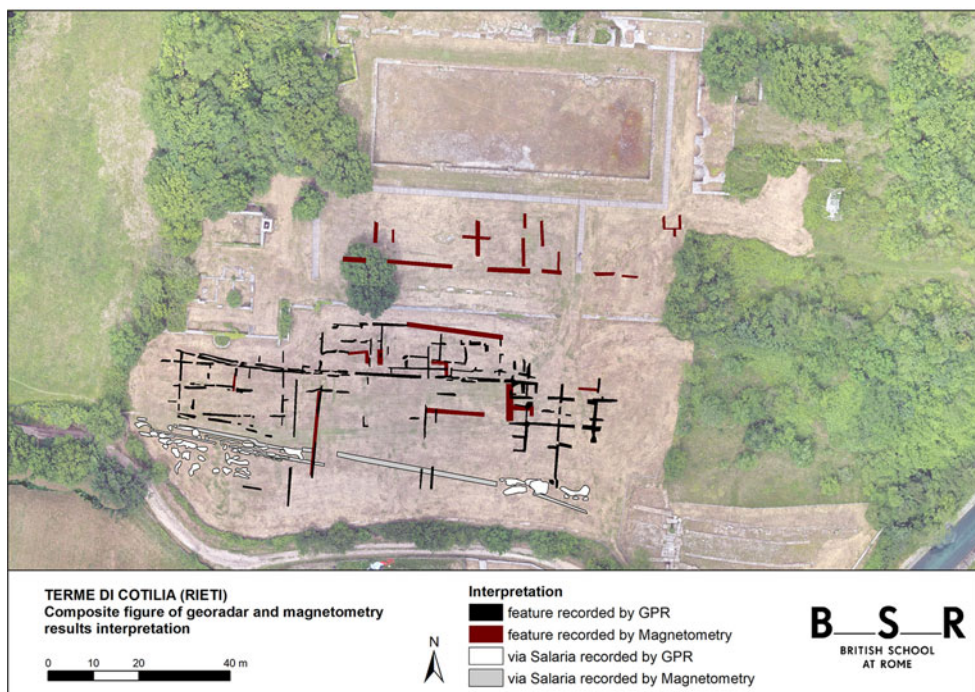 TERME DI COTILIA (RIETI)
Composite figure of georadar and magnetometry
results interpretation
0 10 20 40 m
N
Interpretation
feature recorded by GPR
feature recorded by Magnetometry
via Salaria recorded by GPR
via Salaria recorded by Magnetometry
B S R
BRITISH SCHOOL
AT ROME